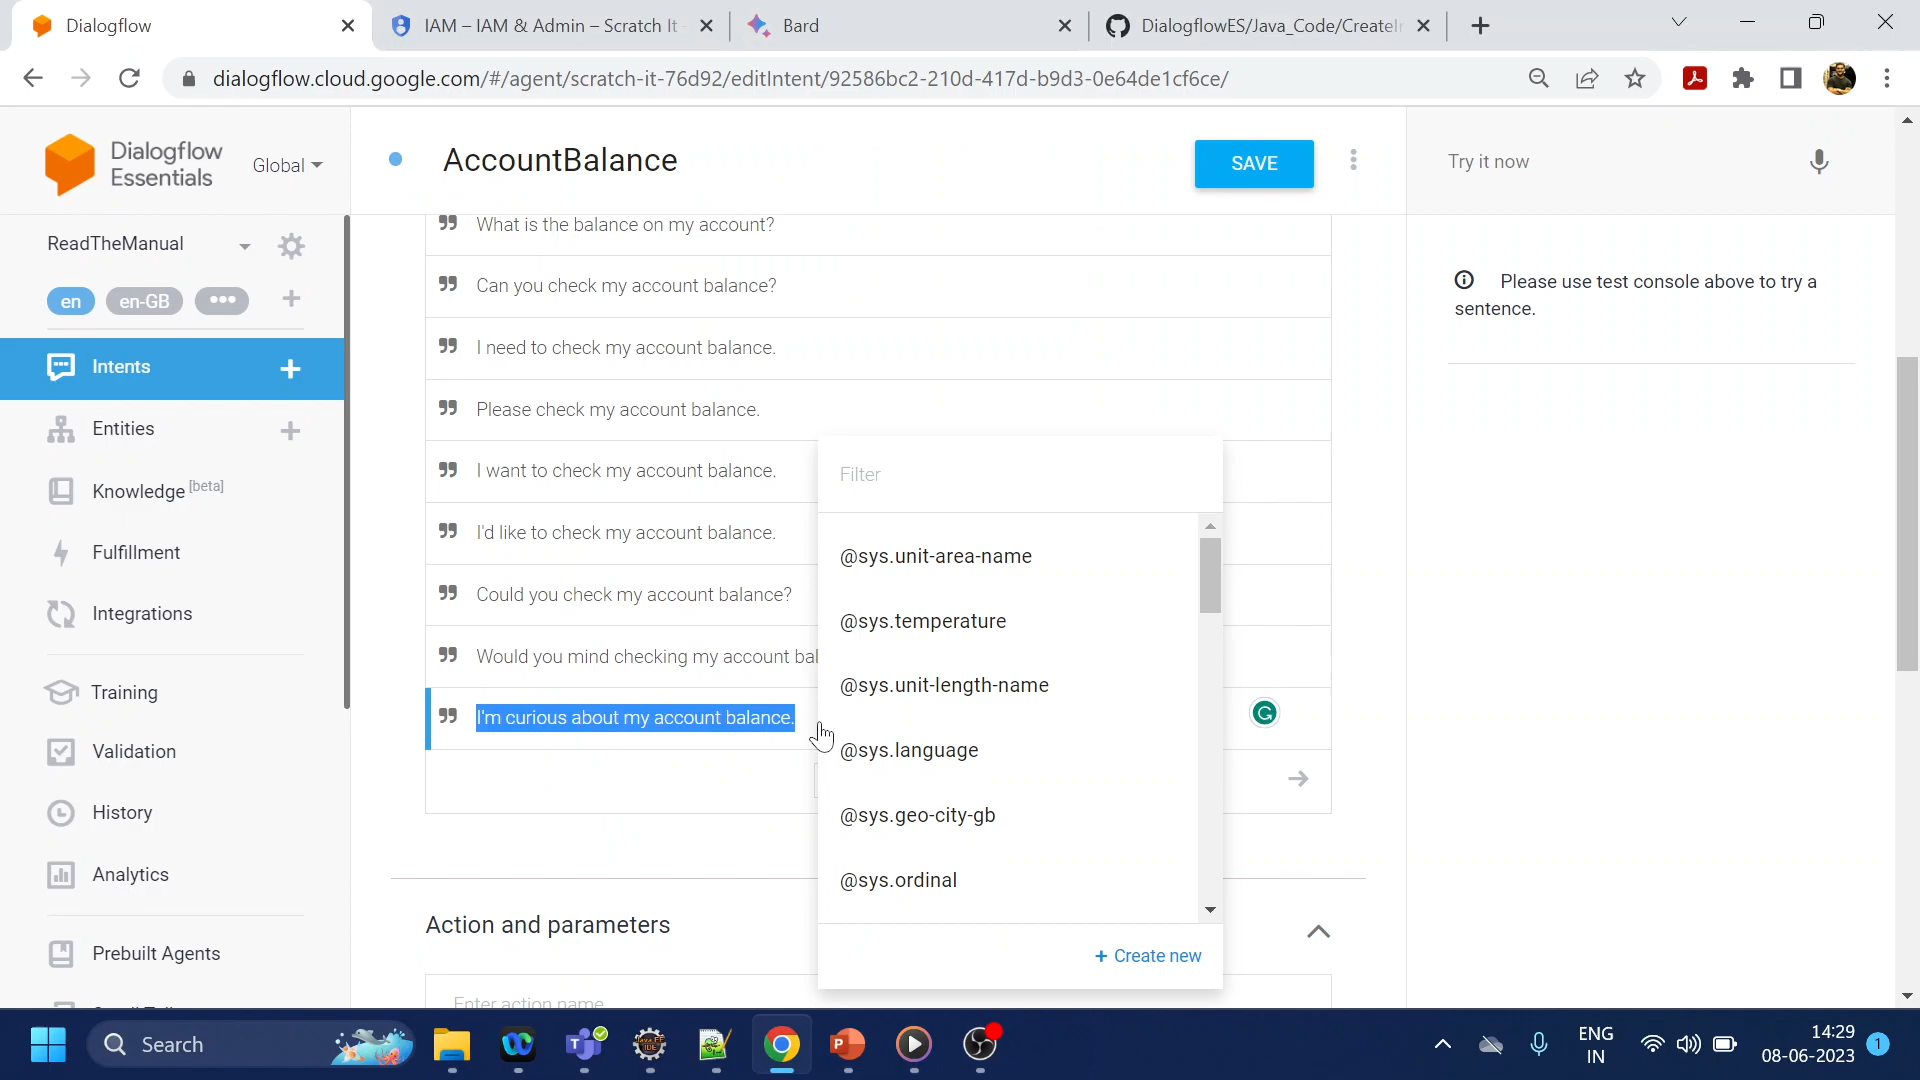 Dialogflow
IAM – IAM & Admin – Scratch It -
Bard
DialogflowES/Java_Code/CreateIn
dialogflow.cloud.google.com/#/agent/scratch-it-76d92/editIntent/92586bc2-210d-417d-b9d3-0e64de1cf6ce/
Dialogflow
Essentials
Global
AccountBalance
SAVE
Try it now
ReadTheManual
en
en-GB
Intents
Entities
Knowledge [beta]
Fulfillment
Integrations
Training
Validation
History
Analytics
Prebuilt Agents
What is the balance on my account?
Can you check my account balance?
I need to check my account balance.
Please check my account balance.
I want to check my account balance.
I'd like to check my account balance.
Could you check my account balance?
Would you mind checking my account bal
I'm curious about my account balance.
Filter
@sys.unit-area-name
@sys.temperature
@sys.unit-length-name
@sys.language
@sys.geo-city-gb
@sys.ordinal
+ Create new
Action and parameters
Enter action name
Please use test console above to try a
sentence.
Search
ENG
IN
14:29
08-06-2023
1